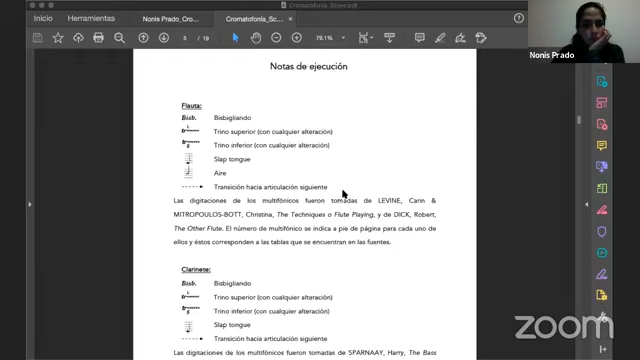 Cromatofonía_Score.pdf
Inicio Herramientas Nonis Prado_Cro... Cromatofonía_Sc... ×
5 / 19 79.1%
Nonis Prado
Notas de ejecución
Flauta:
Bisb. Bisbigliando
Trino superior (con cualquier alteración)
Trino inferior (con cualquier alteración)
Slap tongue
Aire
Transición hacia articulación siguiente
Las digitaciones de los multifónicos fueron tomadas de LEVINE, Carin &
MITROPOULOS-BOTT, Christina, The Techniques o Flute Playing, y de DICK, Robert,
The Other Flute. El número de multifónico se indica a pie de página para cada uno de
ellos y éstos corresponden a las tablas que se encuentran en las fuentes.
Clarinete:
Bisb. Bisbigliando
Trino superior (con cualquier alteración)
Trino inferior (con cualquier alteración)
Slap tongue
Transición hacia articulación siguiente
Las digitaciones de los multifónicos fueron tomadas de SPARNAAY, Harry, The Bass
zoom